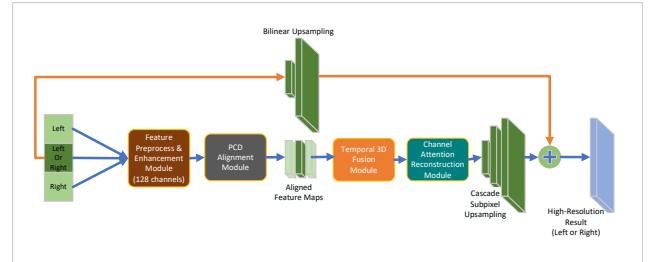 Bilinear Upsampling
Left
Left
Or
Right
Right
Feature
Preprocess &
Enhancement
Module
(128 channels)
PCD
Alignment
Module
Aligned
Feature Maps
Temporal 3D
Fusion
Module
Channel
Attention
Reconstruction
Module
Cascade
Subpixel
Upsampling
High-Resolution
Result
(Left or Right)